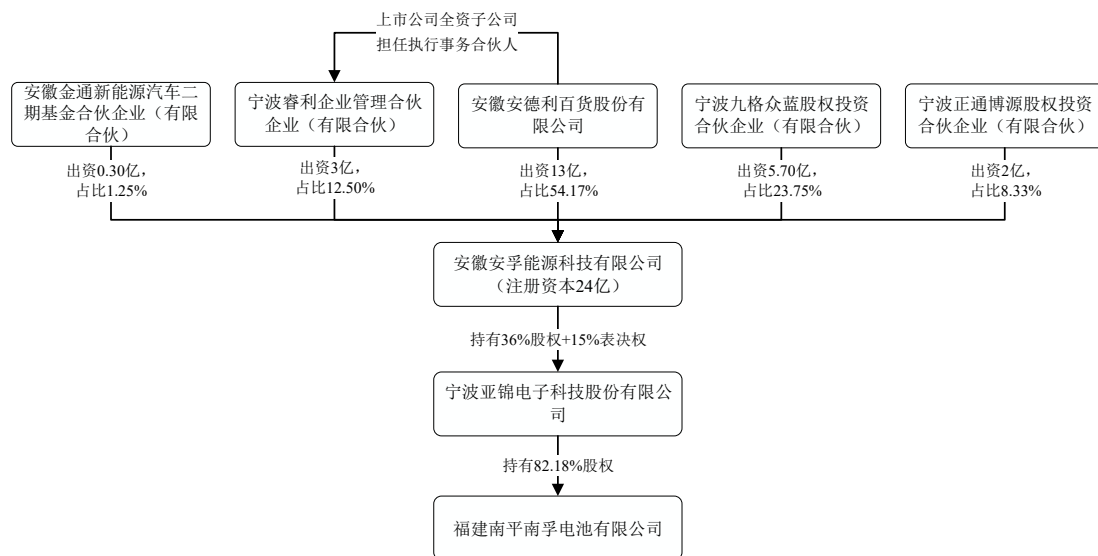 上市公司全资子公司
担任执行事务合伙人
安徽金通新能源汽车二
期基金合伙企业（有限
合伙）
宁波睿利企业管理合伙
企业（有限合伙）
安徽安德利百货股份有
限公司
宁波九格众蓝股权投资
合伙企业（有限合伙）
宁波正通博源股权投资
合伙企业（有限合伙）
出资0.30亿，
占比1.25%
出资3亿，
占比12.50%
出资13亿，
占比54.17%
出资5.70亿，
占比23.75%
出资2亿，
占比8.33%
安徽安孚能源科技有限公司
（注册资本24亿）
持有36%股权+15%表决权
宁波亚锦电子科技股份有限公
司
持有82.18%股权
福建南平南孚电池有限公司